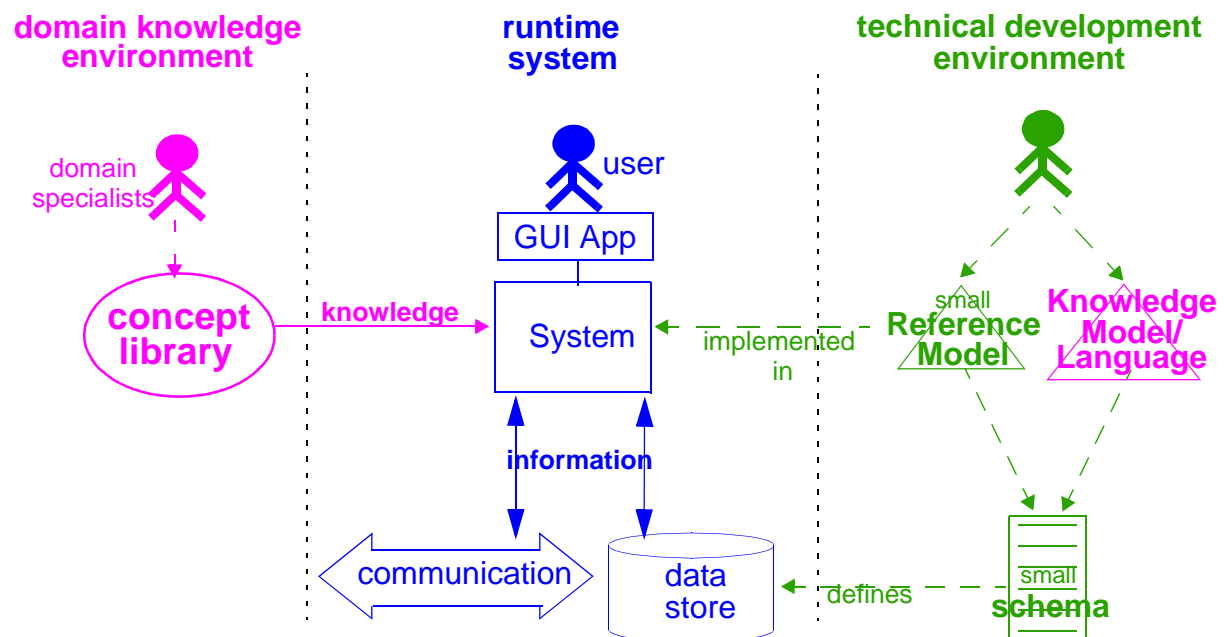 domain knowledge
environment
runtime
system
technical development
environment
domain
specialists
user
GUI App
concept
library
knowledge
System
implemented
in
small
Reference
Model
Knowledge
Model/
Language
information
communication
data
store
defines
small
schema